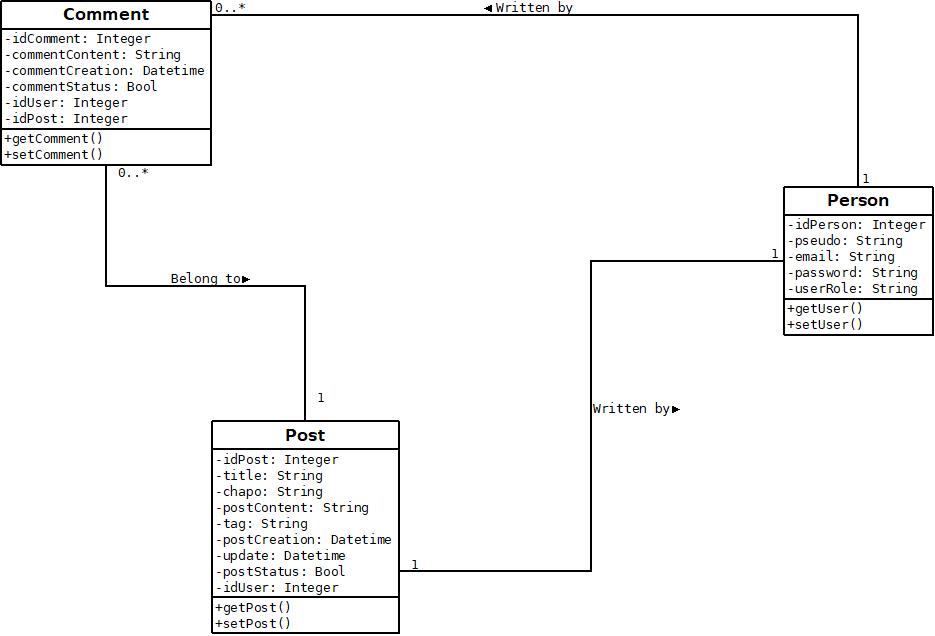 Comment
-idComment: Integer
-commentContent: String
-commentCreation: Datetime
-commentStatus: Bool
-idUser: Integer
-idPost: Integer
+getComment()
+setComment()
0..*
◄Written by
0..*
1
Person
-idPerson: Integer
-pseudo: String
-email: String
-password: String
-userRole: String
+getUser()
+setUser()
1
Belong to►
1
Written by►
Post
-idPost: Integer
-title: String
-chapo: String
-postContent: String
-tag: String
-postCreation: Datetime
-update: Datetime
-postStatus: Bool
-idUser: Integer
+getPost()
+setPost()
1